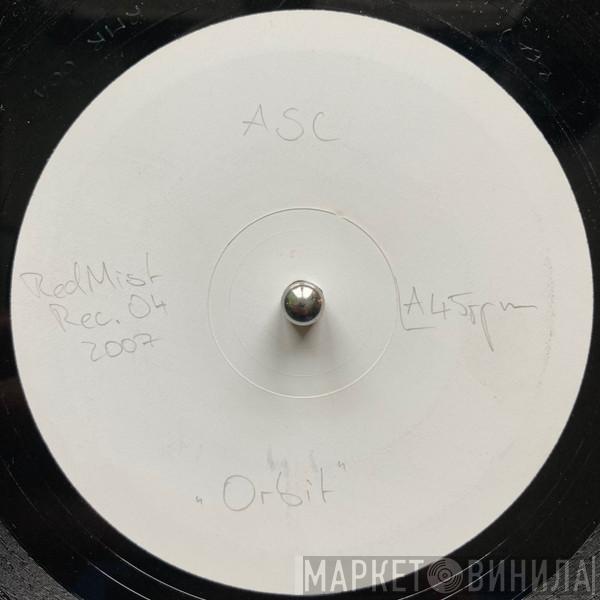 ASC
RedMist
Rec. 04
2007
A 45rpm
"Orbit"
МАРКЕТ ВИНИЛА